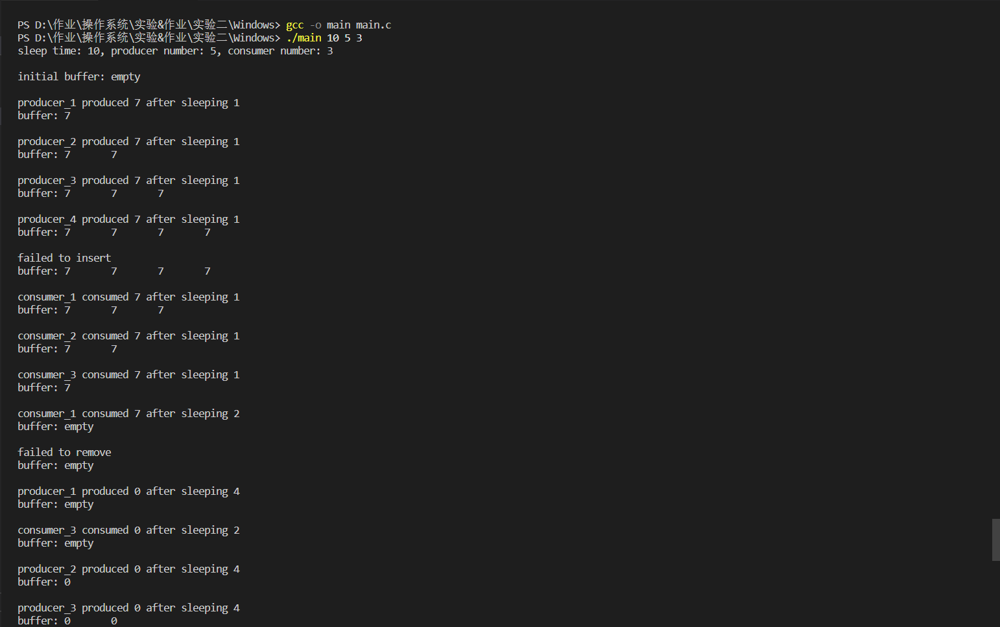 PS D:\作业\操作系统\实验&作业\实验二\Windows> gcc -o main main.c
PS D:\作业\操作系统\实验&作业\实验二\Windows> ./main 10 5 3
sleep time: 10, producer number: 5, consumer number: 3
initial buffer: empty
producer_1 produced 7 after sleeping 1
buffer: 7
producer_2 produced 7 after sleeping 1
buffer: 7 7
producer_3 produced 7 after sleeping 1
buffer: 7 7 7
producer_4 produced 7 after sleeping 1
buffer: 7 7 7 7
failed to insert
buffer: 7 7 7 7
consumer_1 consumed 7 after sleeping 1
buffer: 7 7 7
consumer_2 consumed 7 after sleeping 1
buffer: 7 7
consumer_3 consumed 7 after sleeping 1
buffer: 7
consumer_1 consumed 7 after sleeping 2
buffer: empty
failed to remove
buffer: empty
producer_1 produced 0 after sleeping 4
buffer: empty
consumer_3 consumed 0 after sleeping 2
buffer: empty
producer_2 produced 0 after sleeping 4
buffer: 0
producer_3 produced 0 after sleeping 4
buffer: 0 0